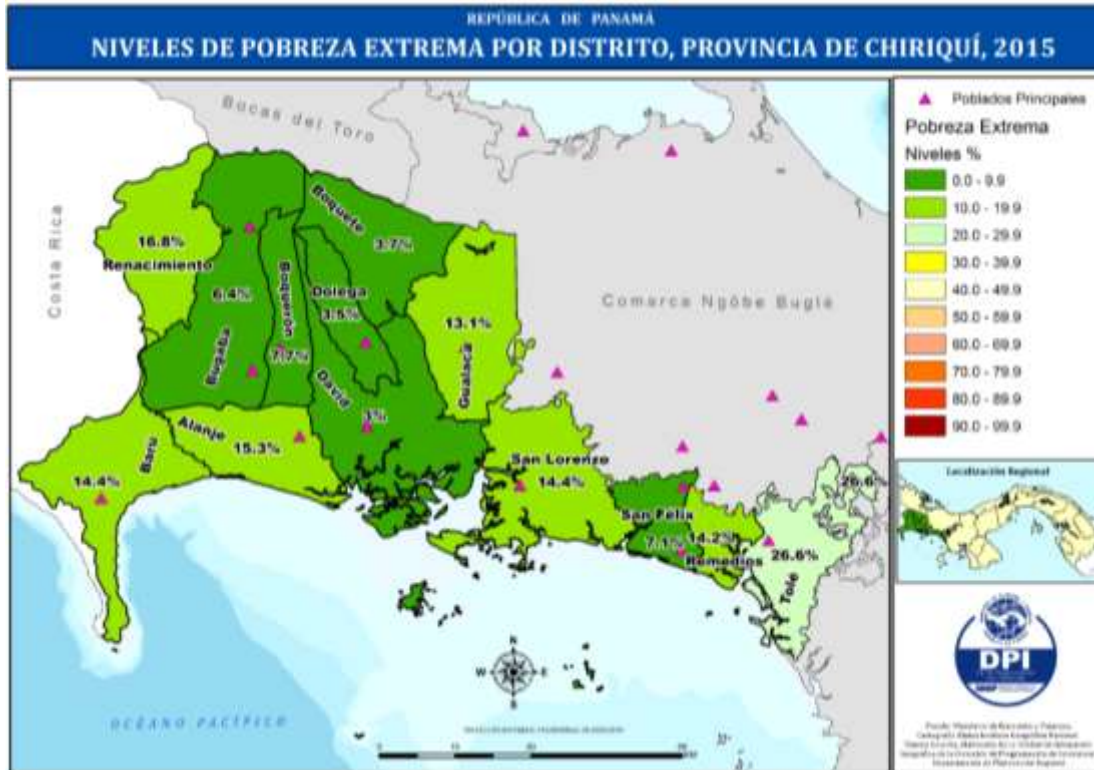 REPÚBLICA DE PANAMÁ
NIVELES DE POBREZA EXTREMA POR DISTRITO, PROVINCIA DE CHIRIQUÍ, 2015
Bocas del Toro
Costa Rica
Comarca Ngöbe Buglé
16.8%
Renacimiento
6.4%
Bugaba
Boqueron
7.7%
Boquete
3.7%
Dolega
3.5%
David
3%
13.1%
Gualaca
Alanje
15.3%
Baru
14.4%
San Lorenzo
14.4%
San Felix
7.1%
14.2%
Remedios
26.6%
26.6%
Tole
N
W
E
S
OCÉANO PACÍFICO
Poblados Principales
Pobreza Extrema
Niveles %
0.0 - 9.9
10.0 - 19.9
20.0 - 29.9
30.0 - 39.9
40.0 - 49.9
50.0 - 59.9
60.0 - 69.9
70.0 - 79.9
80.0 - 89.9
90.0 - 99.9
Localización Regional
DPI